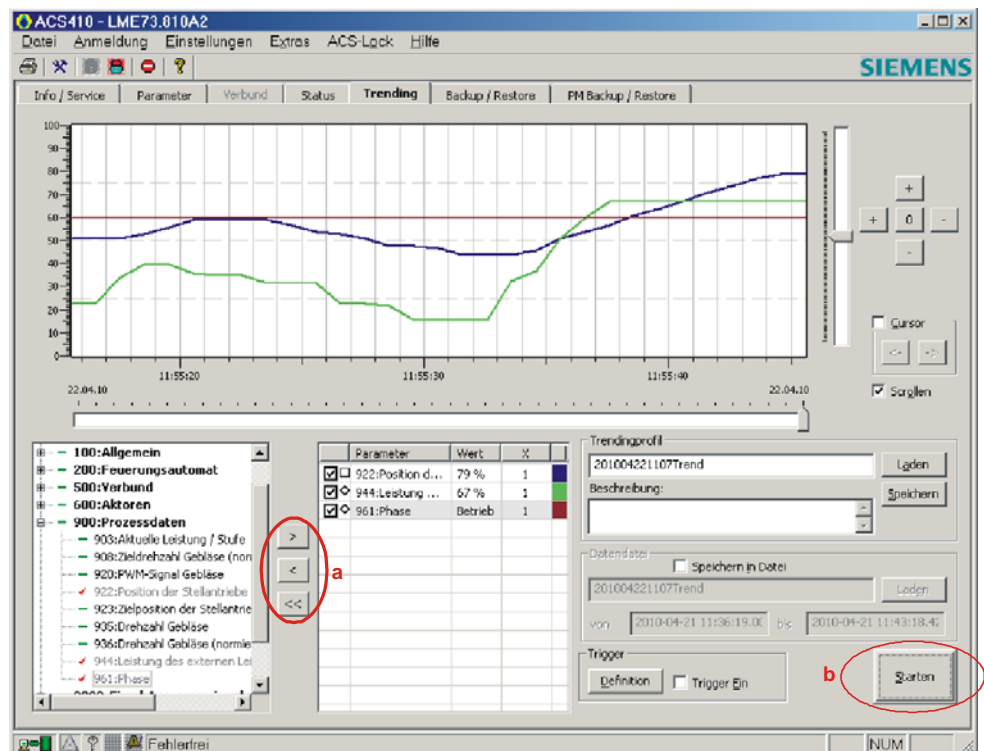 ACS410 - LME73.810A2
Datei Anmeldung Einstellungen Extras ACS-Lock Hilfe
SIEMENS
Info / Service Parameter Verbund Status Trending Backup / Restore PM Backup / Restore
100
90
80
70
60
50
40
30
20
10
0
11:55:20 11:55:30 11:55:40
22.04.10 22.04.10
+
+ 0 -
-
Cursor
<- ->
Scrollen
100:Allgemein
200:Feuerungsautomat
500:Verbund
600:Aktoren
900:Prozessdaten
903:Aktuelle Leistung / Stufe
908:Zieldrehzahl Gebläse (non
920:PWM-Signal Gebläse
922:Position der Stellantriebe
923:Zielposition der Stellantrie
935:Drehzahl Gebläse
936:Drehzahl Gebläse (normie
944:Leistung des externen Lei
961:Phase
>
<
<<
a
Parameter Wert X
922:Position d... 79 % 1
944:Leistung ... 67 % 1
961:Phase Betrieb 1
Trendingprofil
201004221107Trend Laden
Beschreibung: Speichern
Datendatei
Speichern in Datei
201004221107Trend Laden
von 2010-04-21 11:36:19.0 bis 2010-04-21 11:43:18.42
Trigger
Definition Trigger Ein
b
Starten
Fehlerfrei NUM